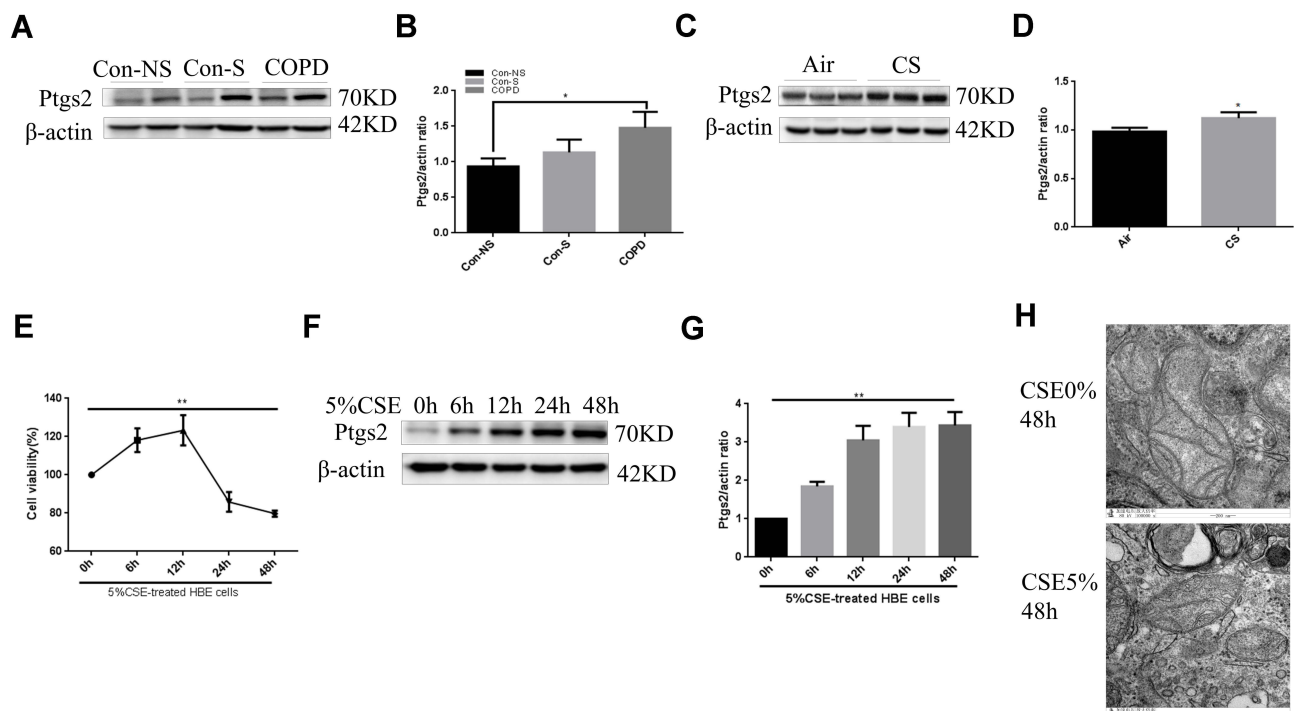 A
Con-NS Con-S COPD
Ptgs2
70KD
β-actin
42KD
B
Con-NS
Con-S
COPD
*
Ptgs2/actin ratio
2.0
1.5
1.0
0.5
0.0
Con-NS
Con-S
COPD
C
Air CS
Ptgs2
70KD
β-actin
42KD
D
Ptgs2/actin ratio
1.5
1.0
0.5
0.0
*
Air
CS
E
**
Cell viability(%)
140
120
100
80
60
0h
6h
12h
24h
48h
5%CSE-treated HBE cells
F
5%CSE 0h 6h 12h 24h 48h
Ptgs2
70KD
β-actin
42KD
G
**
Ptgs2/actin ratio
4
3
2
1
0
0h
6h
12h
24h
48h
5%CSE-treated HBE cells
H
CSE0%
48h
CSE5%
48h